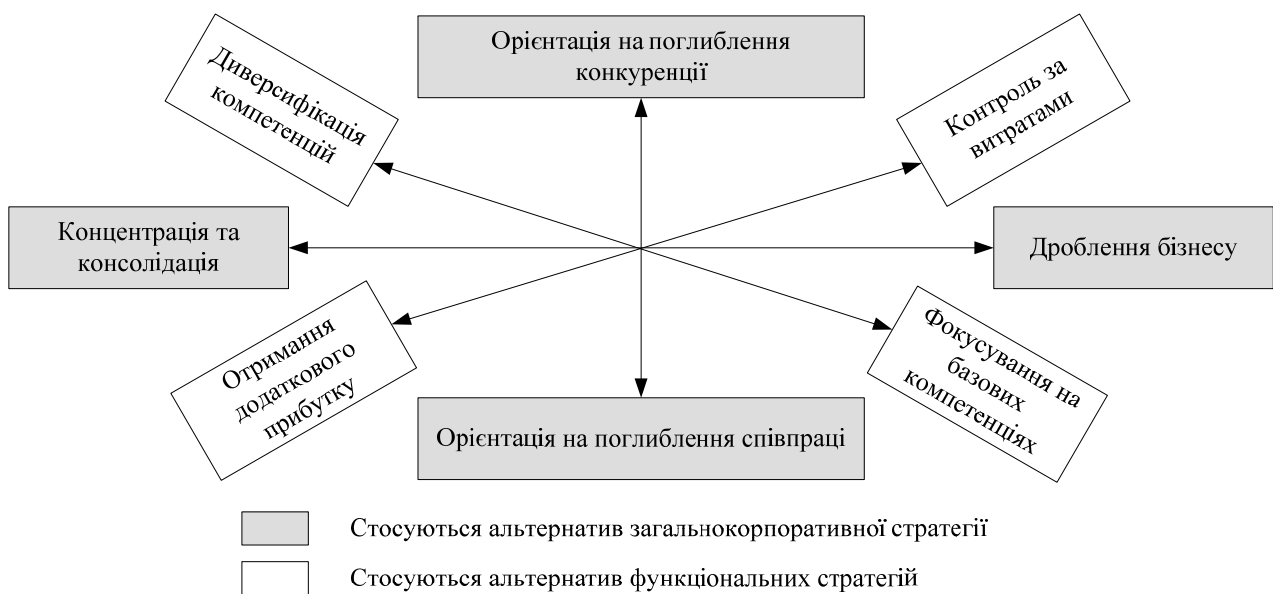 Орієнтація на поглиблення
конкуренції
Диверсифікація
компетенцій
Контроль за
витратами
Концентрація та
консолідація
Дроблення бізнесу
Отримання
додаткового
прибутку
Фокусування на
базових
компетенціях
Орієнтація на поглиблення співпраці
Стосуються альтернатив загальнокорпоративної стратегії
Стосуються альтернатив функціональних стратегій